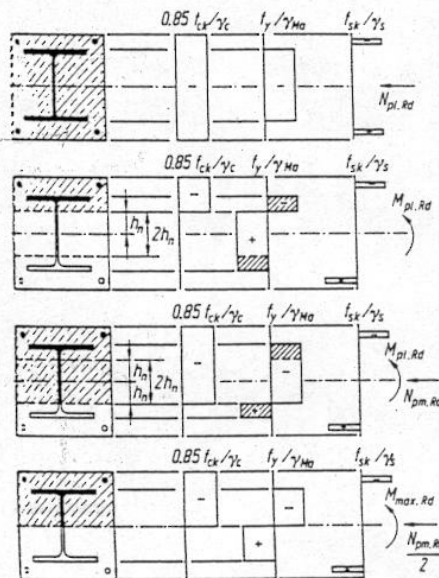 0.85 f_ck/γ_c f_y/γ_Ma f_sk/γ_s
- - -
N_pl.Rd
0.85 f_ck/γ_c f_y/γ_Ma f_sk/γ_s
- - -
h_n 2h_n + M_pl.Rd
+
0.85 f_ck/γ_c f_y/γ_Ma f_sk/γ_s
- - -
h_n 2h_n M_pl.Rd
h_n N_pm.Rd
+ +
0.85 f_ck/γ_c f_y/γ_Ma f_sk/γ_s
- - -
M_max.Rd
+ N_pm.Rd
2